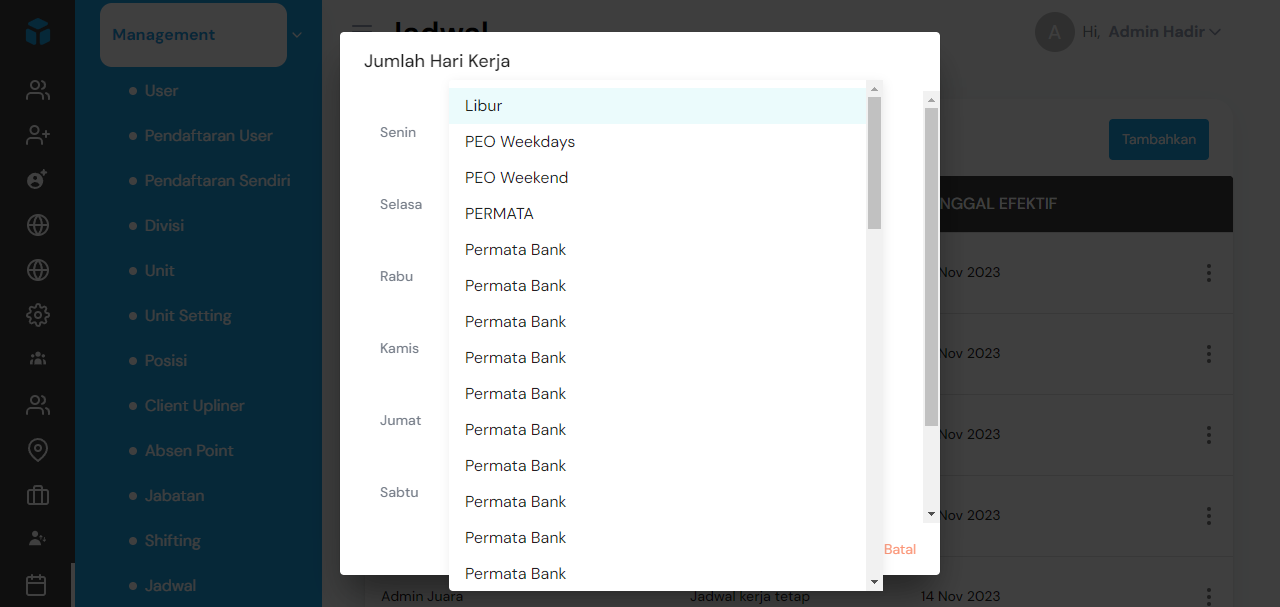 Management
User
Pendaftaran User
Pendaftaran Sendiri
Divisi
Unit
Unit Setting
Posisi
Client Upliner
Absen Point
Jabatan
Shifting
Jadwal
Jadwal
A
Hi, Admin Hadir
Tambahkan
Jumlah Hari Kerja
Senin
Selasa
Rabu
Kamis
Jumat
Sabtu
Libur
PEO Weekdays
PEO Weekend
PERMATA
Permata Bank
Permata Bank
Permata Bank
Permata Bank
Permata Bank
Permata Bank
Permata Bank
Permata Bank
Permata Bank
Permata Bank
Batal
NGGAL EFEKTIF
Nov 2023
Nov 2023
Nov 2023
Nov 2023
Admin Juara Jadwal kerja tetap 14 Nov 2023